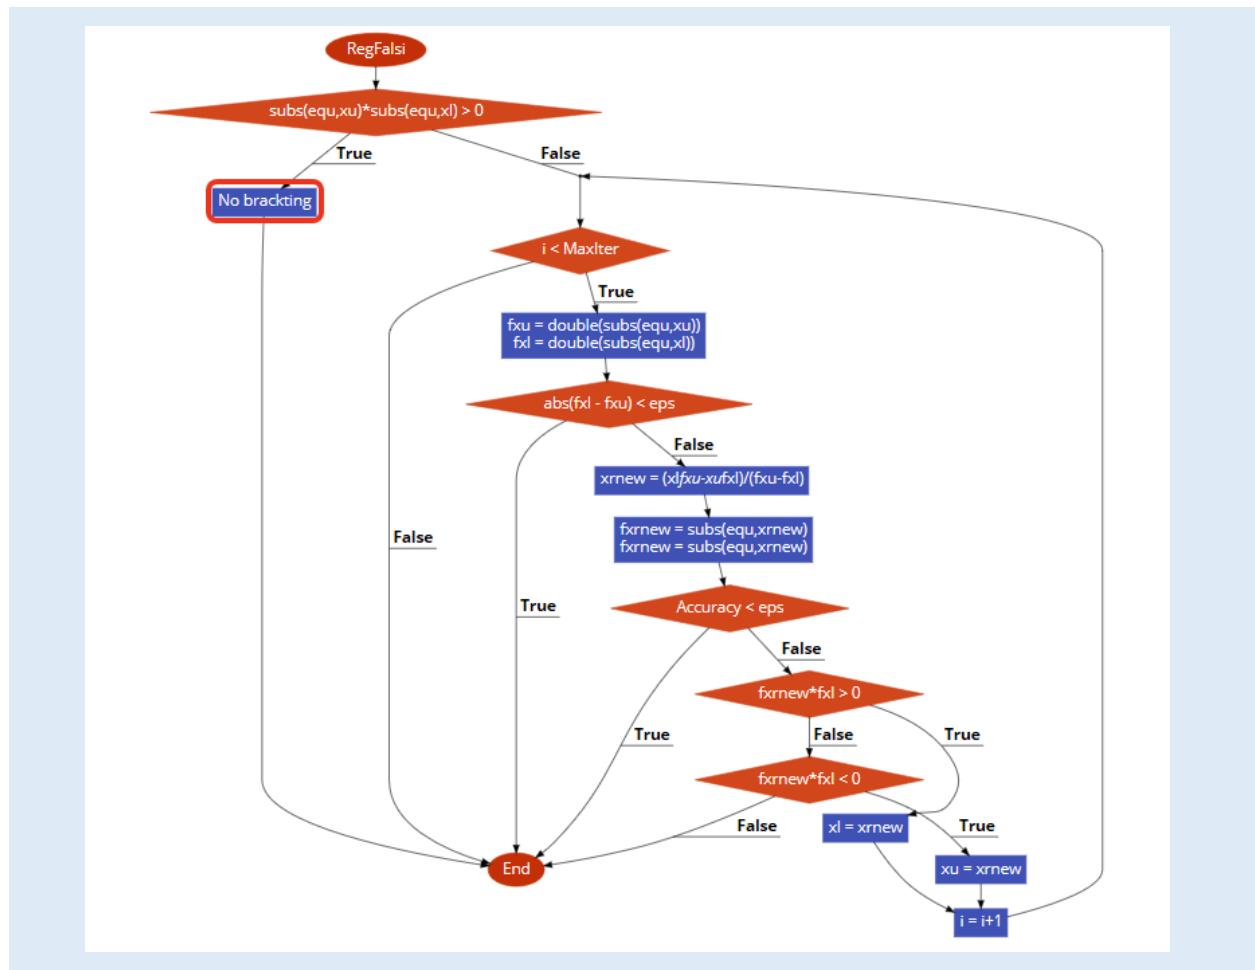 RegFalsi
subs(equ,xu)*subs(equ,xl) > 0
True
False
No brackting
i < MaxIter
True
fxu = double(subs(equ,xu))
fxl = double(subs(equ,xl))
abs(fxl - fxu) < eps
False
xrnew = (xlfxu-xufxl)/(fxu-fxl)
fxrnew = subs(equ,xrnew)
fxrnew = subs(equ,xrnew)
False
True
Accuracy < eps
False
fxrnew*fxl > 0
True
False
True
fxrnew*fxl < 0
False
xl = xrnew
True
End
xu = xrnew
i = i+1